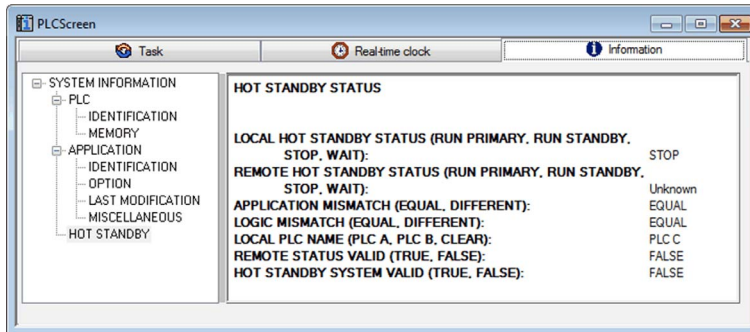 PLCScreen
Task
Real-time clock
Information
SYSTEM INFORMATION
PLC
IDENTIFICATION
MEMORY
APPLICATION
IDENTIFICATION
OPTION
LAST MODIFICATION
MISCELLANEOUS
HOT STANDBY
HOT STANDBY STATUS
LOCAL HOT STANDBY STATUS (RUN PRIMARY, RUN STANDBY,
STOP, WAIT): STOP
REMOTE HOT STANDBY STATUS (RUN PRIMARY, RUN STANDBY,
STOP, WAIT): Unknown
APPLICATION MISMATCH (EQUAL, DIFFERENT): EQUAL
LOGIC MISMATCH (EQUAL, DIFFERENT): EQUAL
LOCAL PLC NAME (PLC A, PLC B, CLEAR): PLC C
REMOTE STATUS VALID (TRUE, FALSE): FALSE
HOT STANDBY SYSTEM VALID (TRUE, FALSE): FALSE